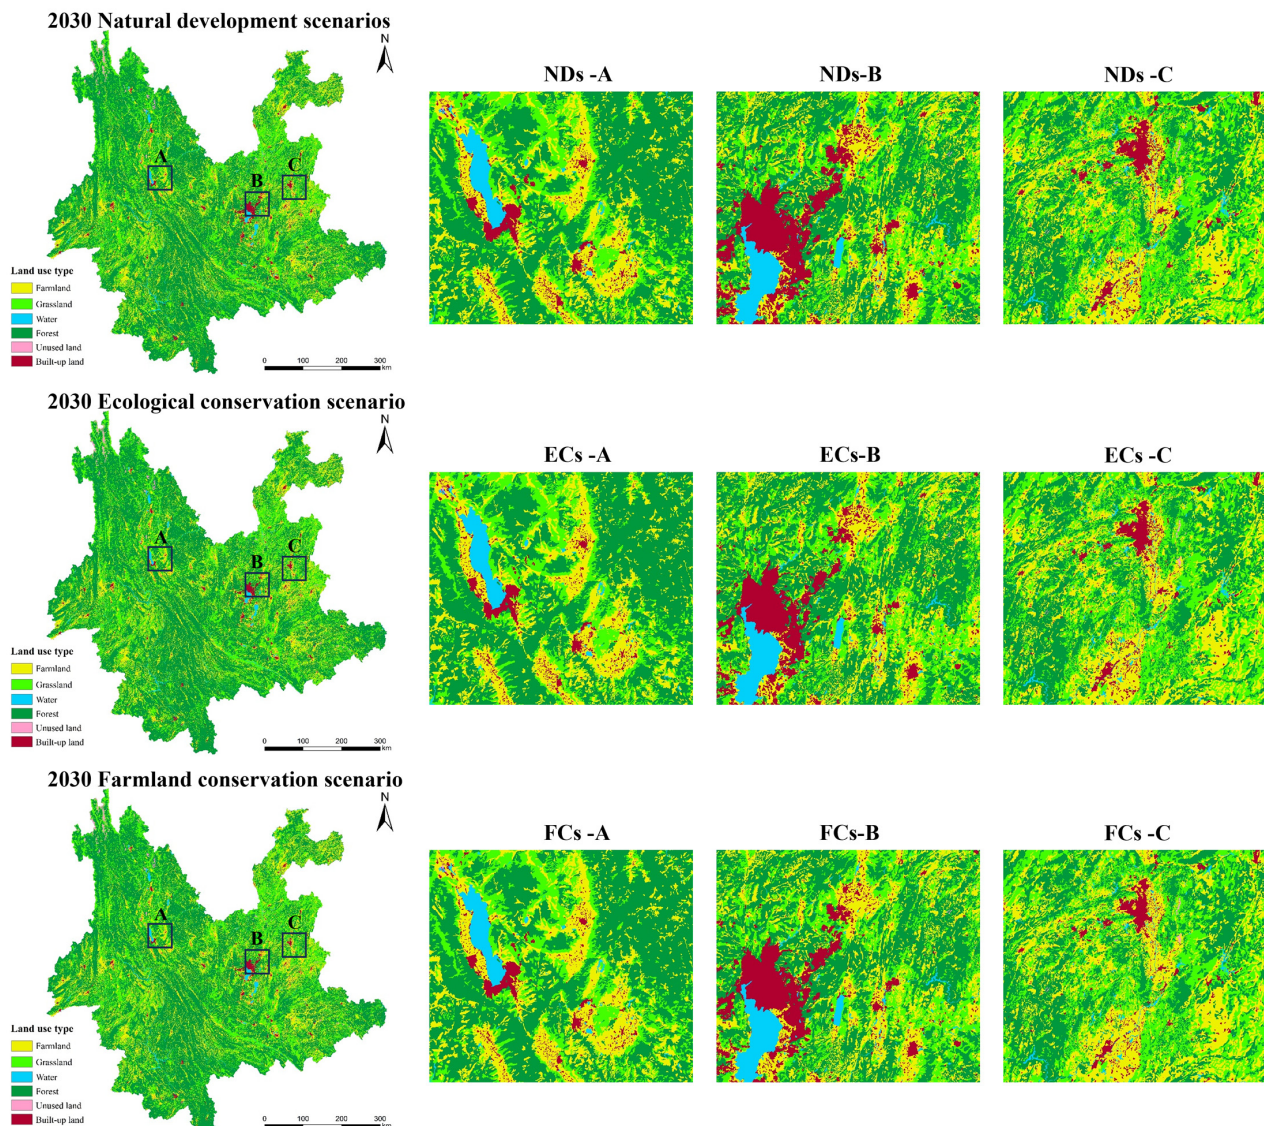 2030 Natural development scenarios
N
NDs -A
NDs-B
NDs -C
A
C
B
Land use type
Farmland
Grassland
Water
Forest
Unused land
Built-up land
0 100 200 300
km
2030 Ecological conservation scenario
N
ECs -A
ECs-B
ECs -C
A
C
B
Land use type
Farmland
Grassland
Water
Forest
Unused land
Built-up land
0 100 200 300
km
2030 Farmland conservation scenario
N
FCs -A
FCs-B
FCs -C
A
C
B
Land use type
Farmland
Grassland
Water
Forest
Unused land
Built-up land
0 100 200 300
km